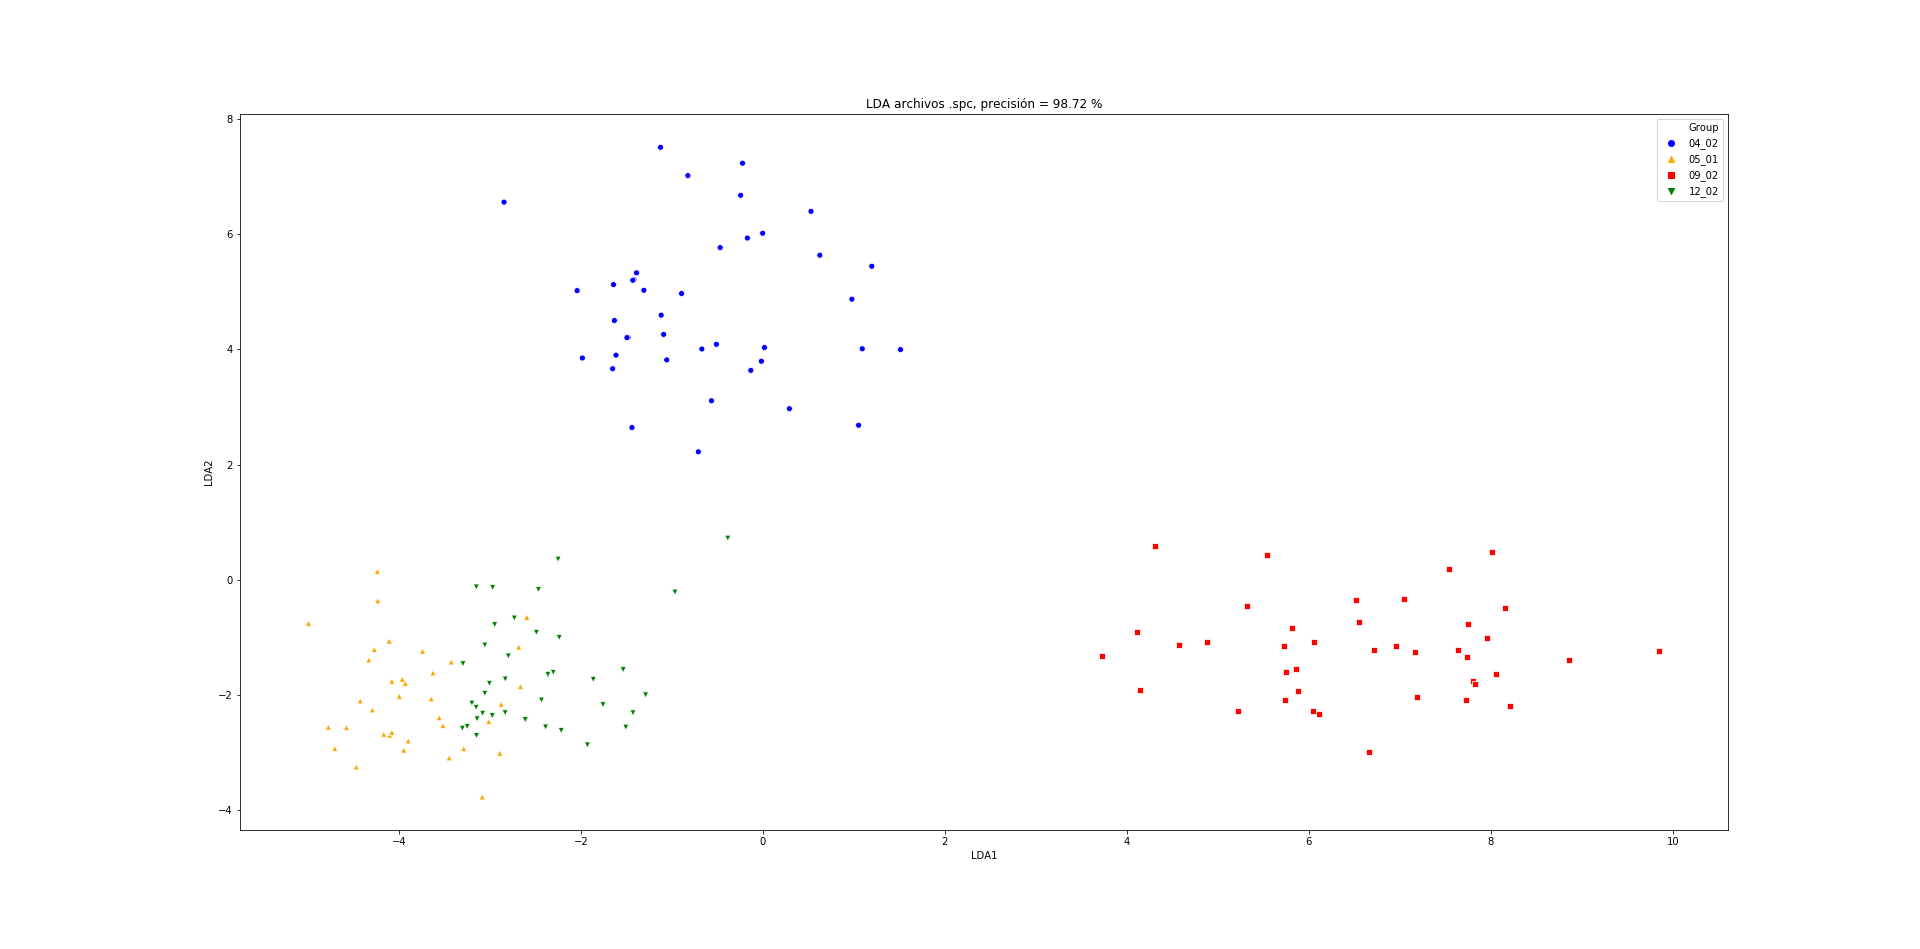 LDA archivos .spc, precisión = 98.72 %
Group
04_02
05_01
09_02
12_02
8
6
4
2
0
−2
−4
LDA2
−4 −2 0 2 4 6 8 10
LDA1